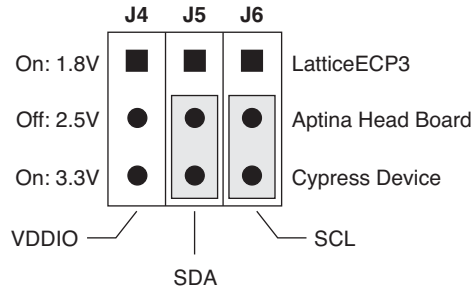 J4 J5 J6
On: 1.8V LatticeECP3
Off: 2.5V Aptina Head Board
On: 3.3V Cypress Device
VDDIO SCL
SDA